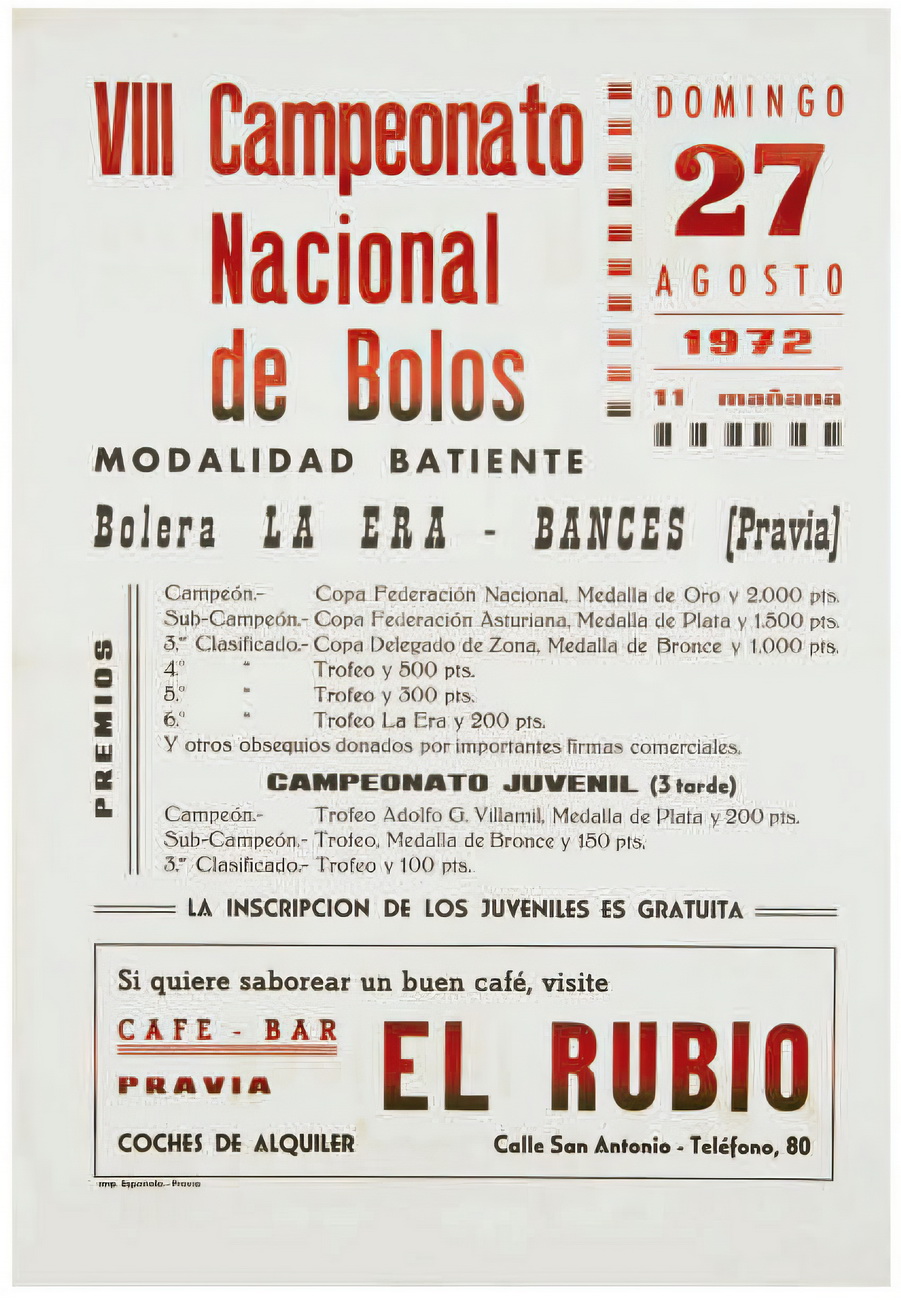 VIII Campeonato
Nacional
de Bolos
DOMINGO
27
AGOSTO
1972
11 mañana
MODALIDAD BATIENTE
Bolera LA ERA - BANCES (Pravia)
PREMIOS
Campeón.- Copa Federación Nacional, Medalla de Oro y 2.000 pts.
Sub-Campeón.- Copa Federación Asturiana, Medalla de Plata y 1.500 pts.
3.er Clasificado.- Copa Delegado de Zona, Medalla de Bronce y 1.000 pts.
4.º " Trofeo y 500 pts.
5.º " Trofeo y 300 pts.
6.º " Trofeo La Era y 200 pts.
Y otros obsequios donados por importantes firmas comerciales.
CAMPEONATO JUVENIL (3 tarde)
Campeón.- Trofeo Adolfo G. Villamil, Medalla de Plata y 200 pts.
Sub-Campeón.- Trofeo, Medalla de Bronce y 150 pts.
3.er Clasificado.- Trofeo y 100 pts.
LA INSCRIPCION DE LOS JUVENILES ES GRATUITA
Si quiere saborear un buen café, visite
CAFE - BAR
EL RUBIO
PRAVIA
COCHES DE ALQUILER
Calle San Antonio - Teléfono, 80
Imp. Española.- Pravia